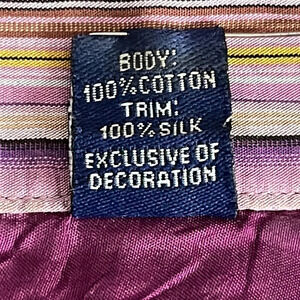 BODY:
100% COTTON
TRIM:
100% SILK
EXCLUSIVE OF
DECORATION